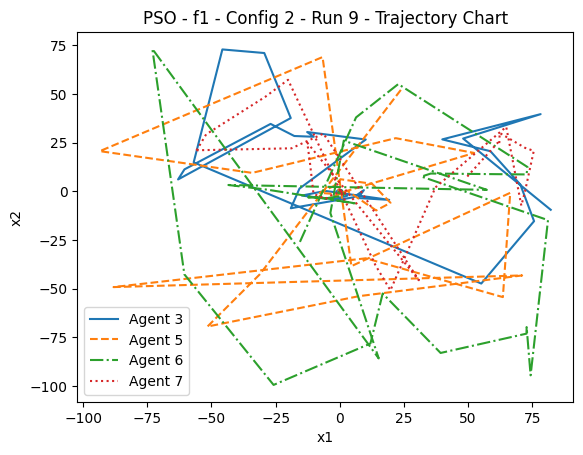 PSO - f1 - Config 2 - Run 9 - Trajectory Chart
75
50
25
0
−25
−50
−75
−100
x2
Agent 3
Agent 5
Agent 6
Agent 7
−100 −75 −50 −25 0 25 50 75
x1